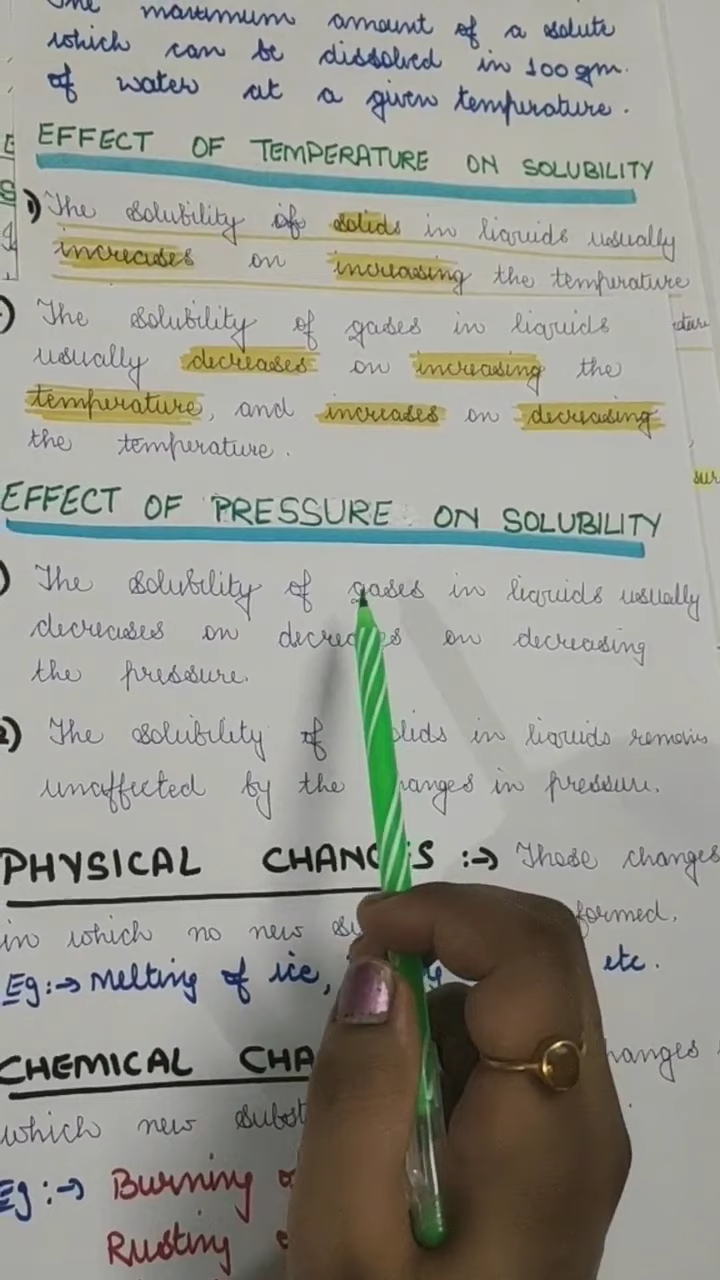 The maximum amount of a solute
which can be dissolved in 100 gm.
of water at a given temperature.
EFFECT OF TEMPERATURE ON SOLUBILITY
1) The solubility of solids in liquids usually
increases on increasing the temperature
The solubility of gases in liquids
usually decreases on increasing the
temperature, and increases on decreasing
the temperature.
EFFECT OF PRESSURE ON SOLUBILITY
The solubility of gases in liquids usually
decreases on decreases on decreasing
the pressure.
2) The solubility of in liquids remains
unaffected by the in pressure.
PHYSICAL CHANGES :→ Those changes
in which no new formed.
Eg:→ Melting of ice, etc.
CHEMICAL
which new
Eg:→ Burning
Rusting